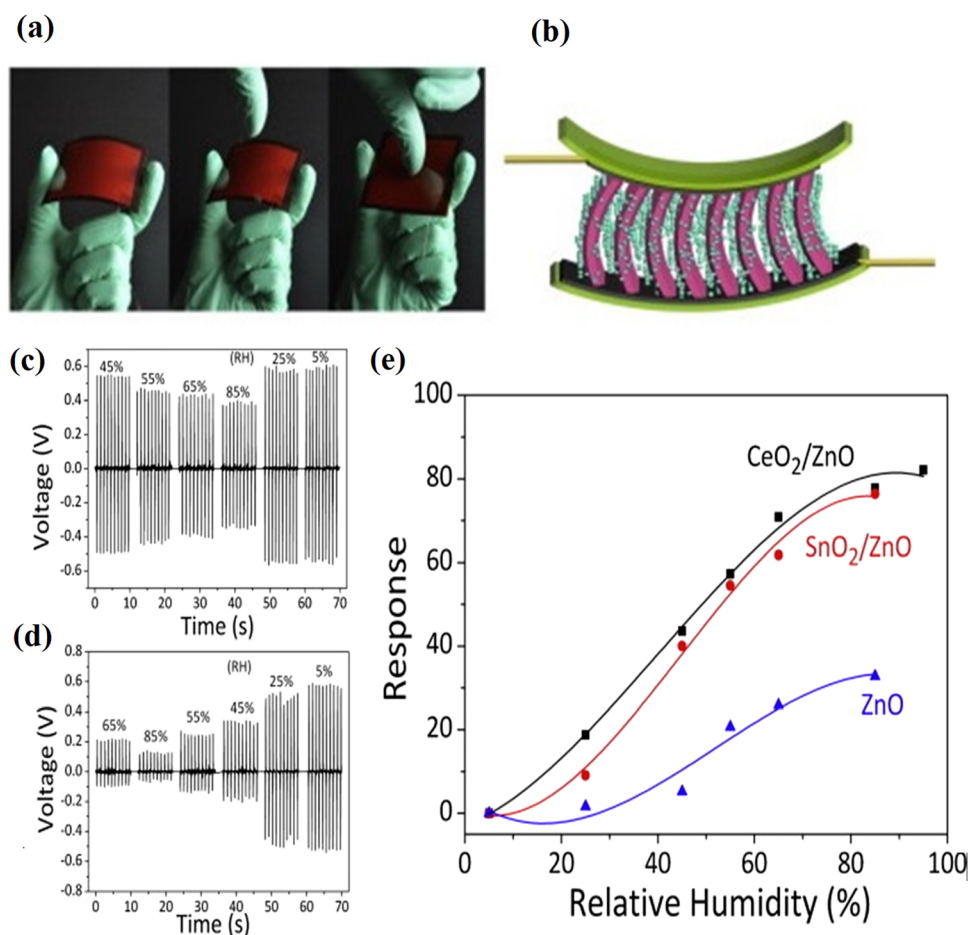 (a)
(b)
(c)
0.6
0.4
0.2
0.0
-0.2
-0.4
-0.6
Voltage (V)
45%
55%
65%
85%
(RH)
25%
5%
0 10 20 30 40 50 60 70
Time (s)
(d)
0.8
0.6
0.4
0.2
0.0
-0.2
-0.4
-0.6
-0.8
Voltage (V)
65%
85%
55%
(RH)
45%
25%
5%
0 10 20 30 40 50 60 70
Time (s)
(e)
100
80
60
40
20
0
Response
CeO₂/ZnO
SnO₂/ZnO
ZnO
0 20 40 60 80 100
Relative Humidity (%)